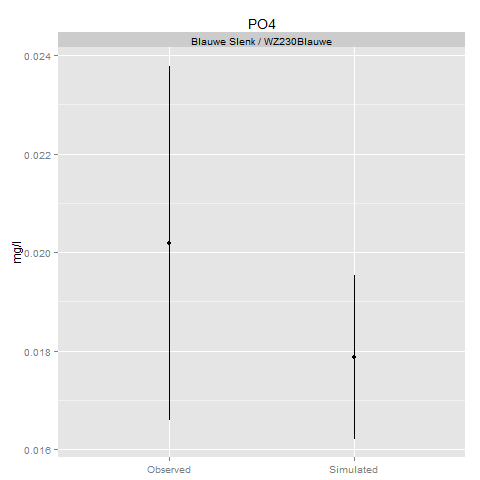 PO4
Blauwe Slenk / WZ230Blauwe
mg/l
0.024
0.022
0.020
0.018
0.016
Observed
Simulated